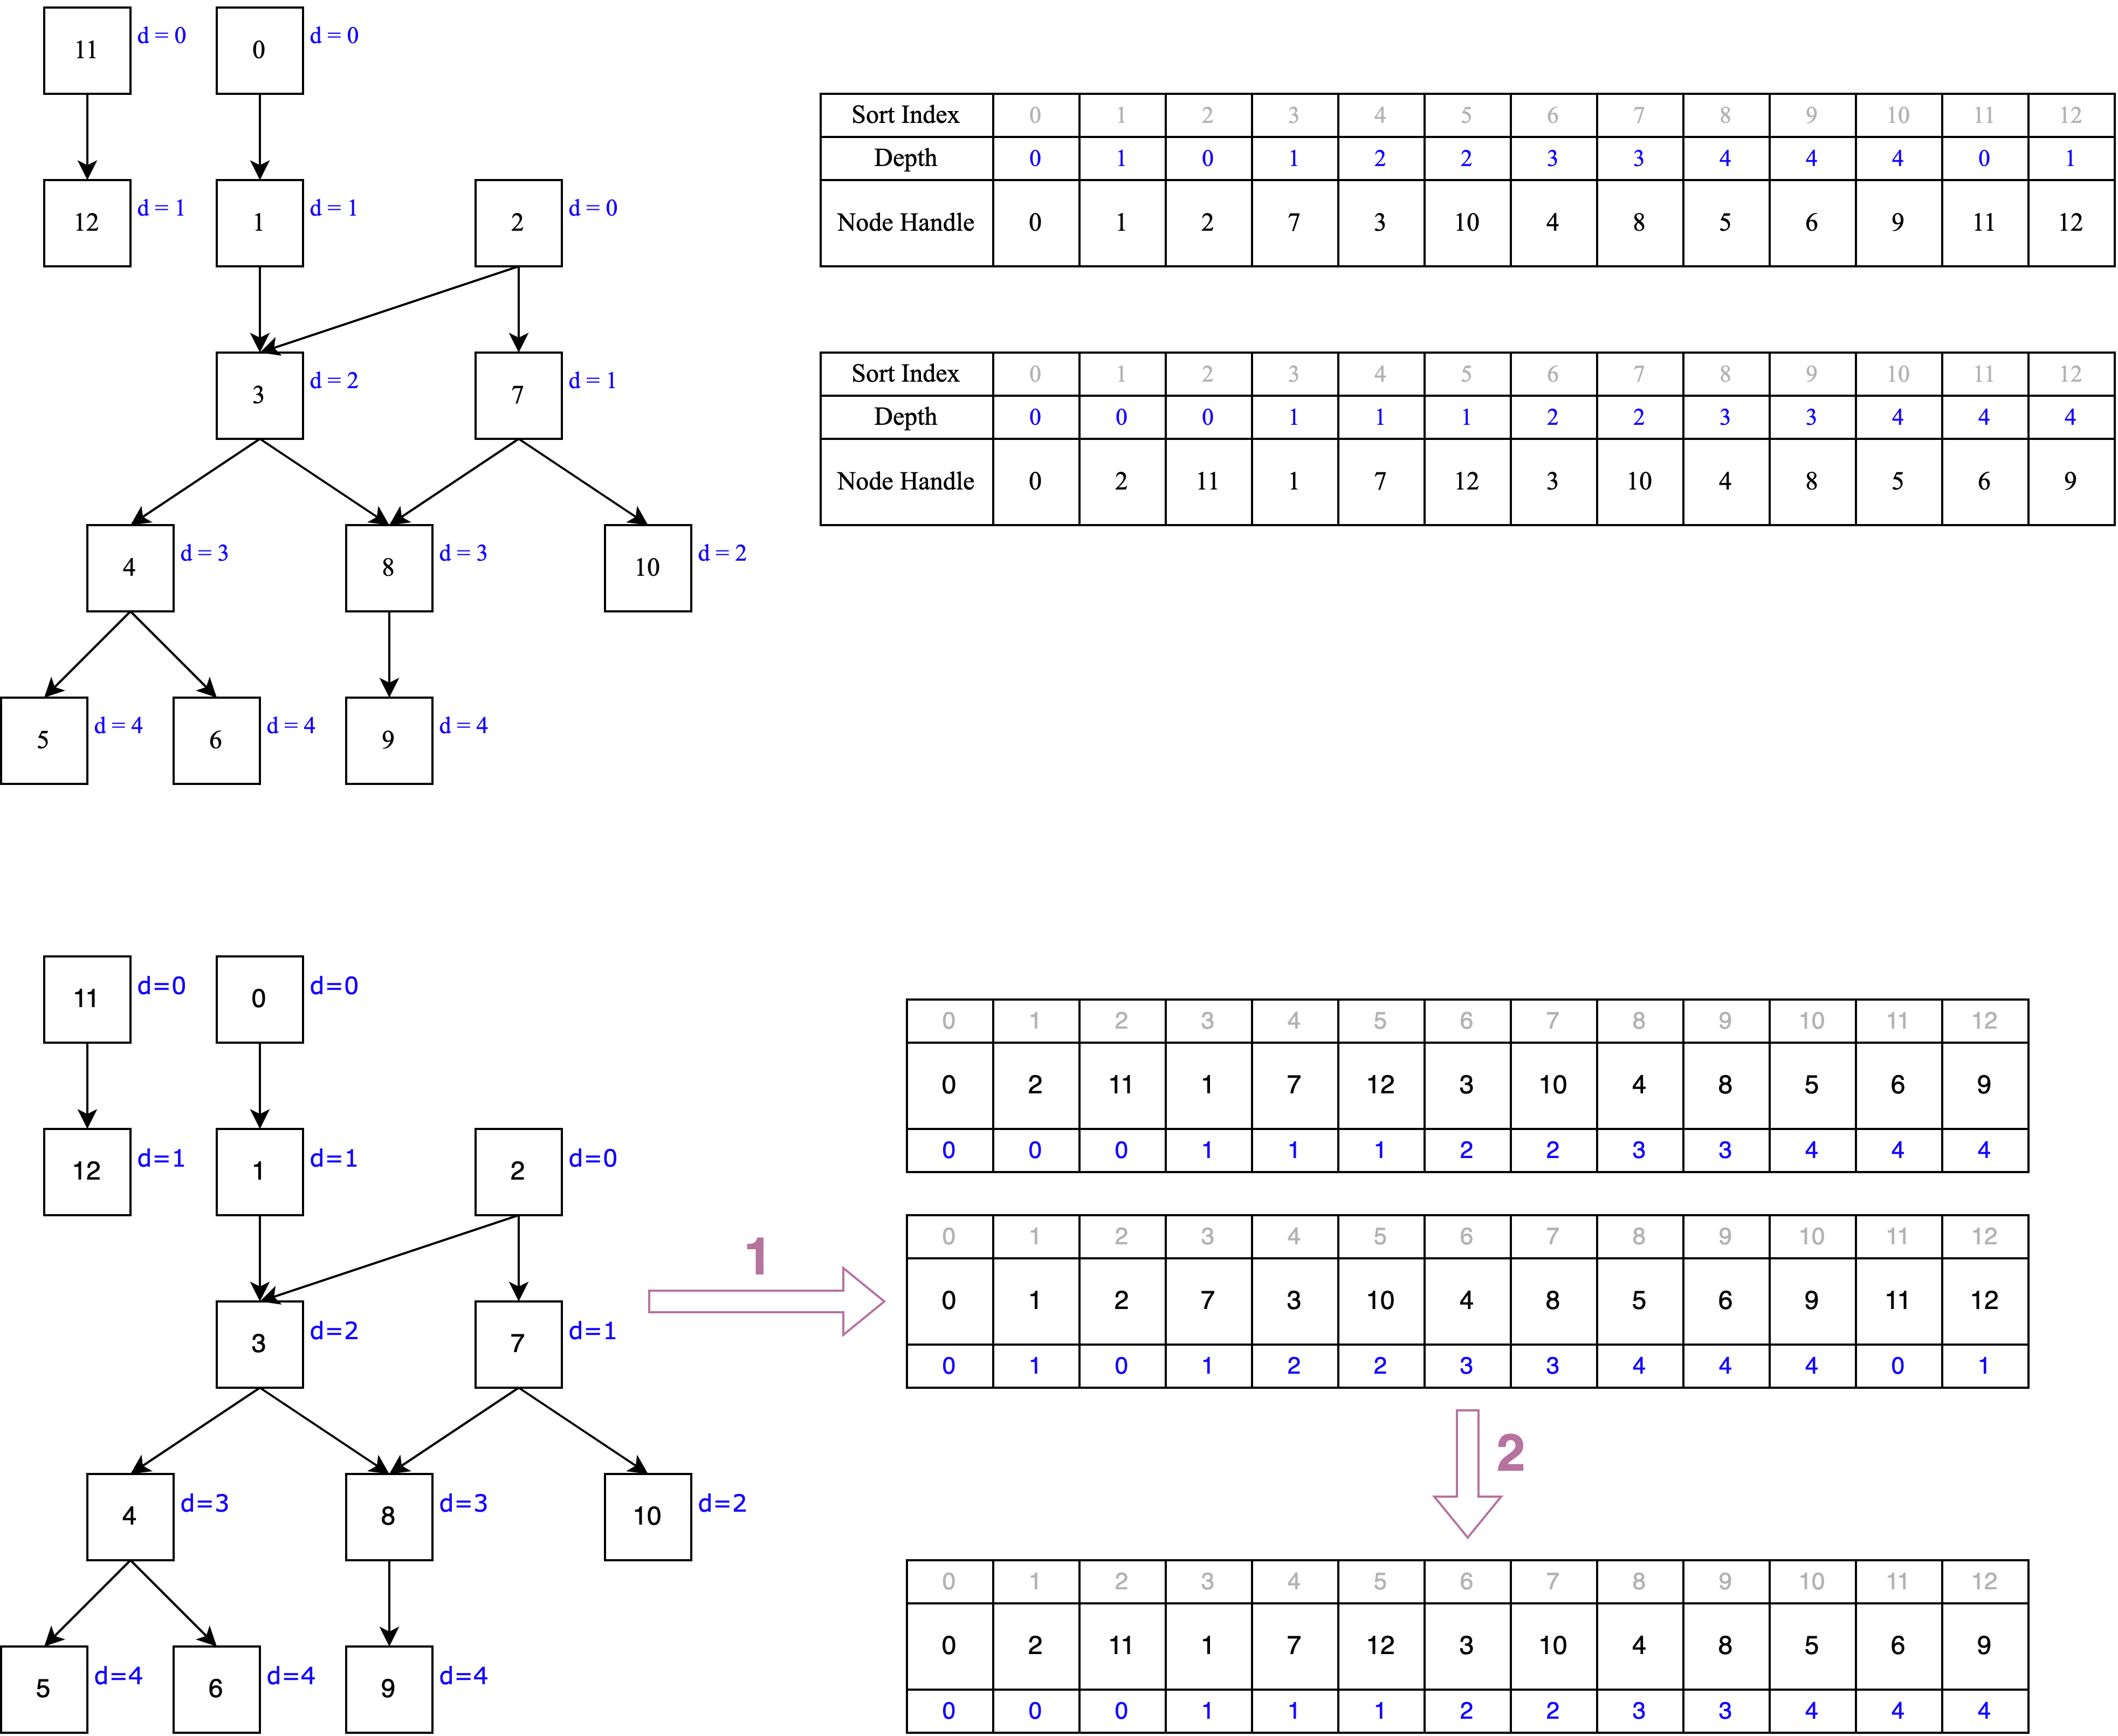 11 d = 0 0 d = 0
12 d = 1 1 d = 1 2 d = 0
3 d = 2 7 d = 1
4 d = 3 8 d = 3 10 d = 2
5 d = 4 6 d = 4 9 d = 4
Sort Index 0 1 2 3 4 5 6 7 8 9 10 11 12
Depth 0 1 0 1 2 2 3 3 4 4 4 0 1
Node Handle 0 1 2 7 3 10 4 8 5 6 9 11 12
Sort Index 0 1 2 3 4 5 6 7 8 9 10 11 12
Depth 0 0 0 1 1 1 2 2 3 3 4 4 4
Node Handle 0 2 11 1 7 12 3 10 4 8 5 6 9
11 d=0 0 d=0
12 d=1 1 d=1 2 d=0
3 d=2 7 d=1
4 d=3 8 d=3 10 d=2
5 d=4 6 d=4 9 d=4
1
0 1 2 3 4 5 6 7 8 9 10 11 12
0 2 11 1 7 12 3 10 4 8 5 6 9
0 0 0 1 1 1 2 2 3 3 4 4 4
0 1 2 3 4 5 6 7 8 9 10 11 12
0 1 2 7 3 10 4 8 5 6 9 11 12
0 1 0 1 2 2 3 3 4 4 4 0 1
2
0 1 2 3 4 5 6 7 8 9 10 11 12
0 2 11 1 7 12 3 10 4 8 5 6 9
0 0 0 1 1 1 2 2 3 3 4 4 4